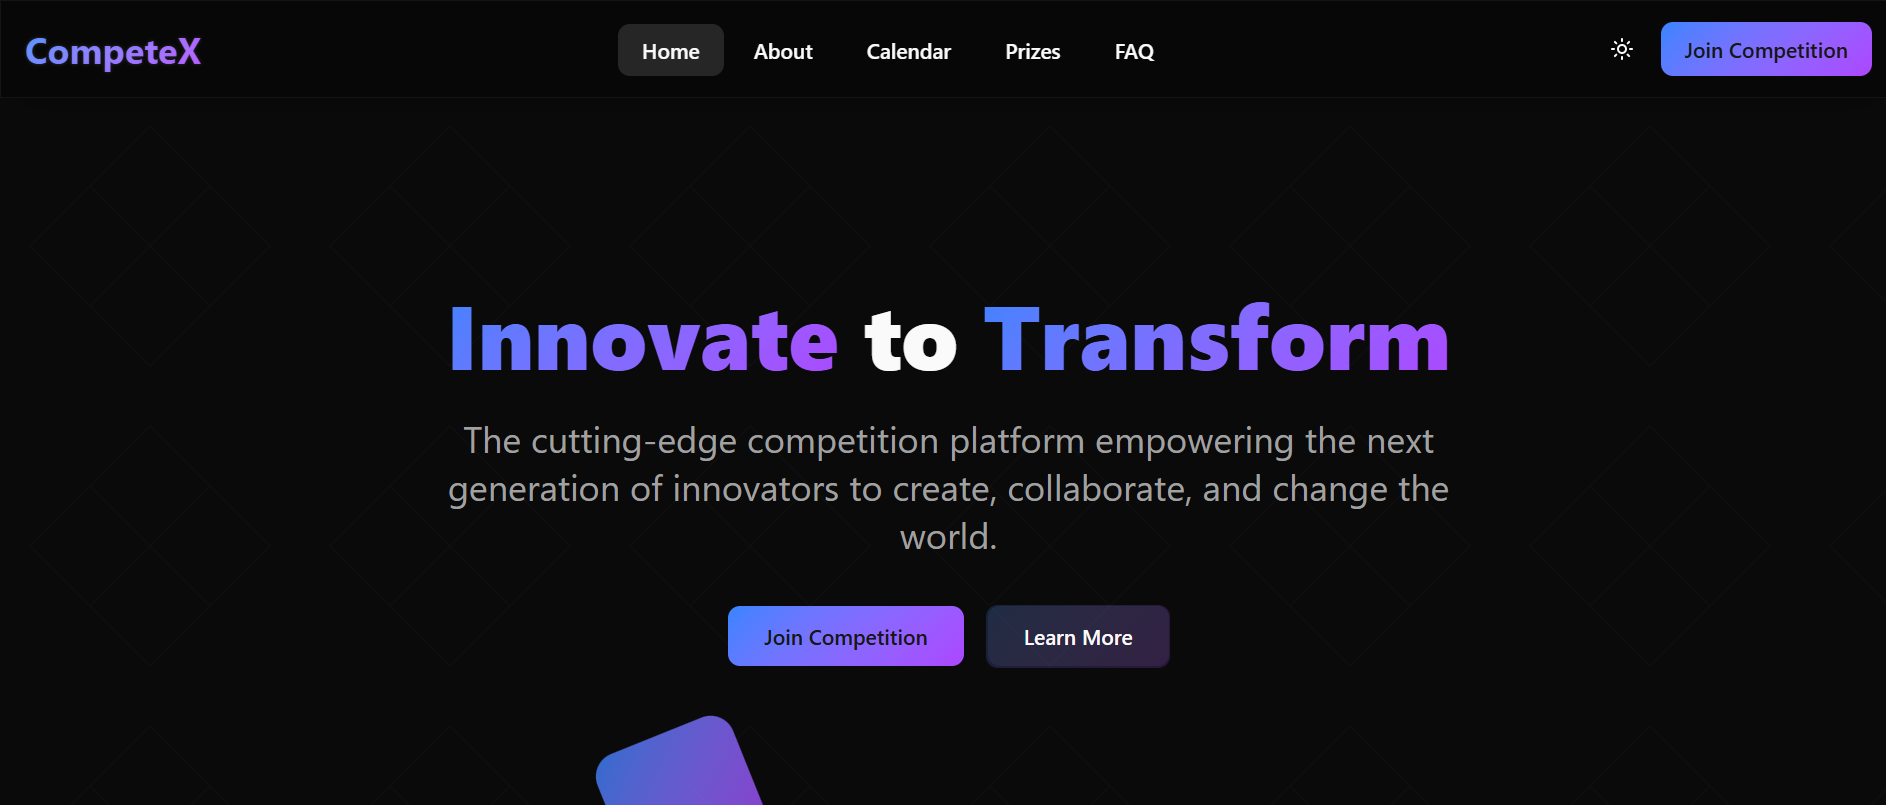 CompeteX
Home About Calendar Prizes FAQ
Join Competition
Innovate to Transform
The cutting-edge competition platform empowering the next
generation of innovators to create, collaborate, and change the
world.
Join Competition Learn More